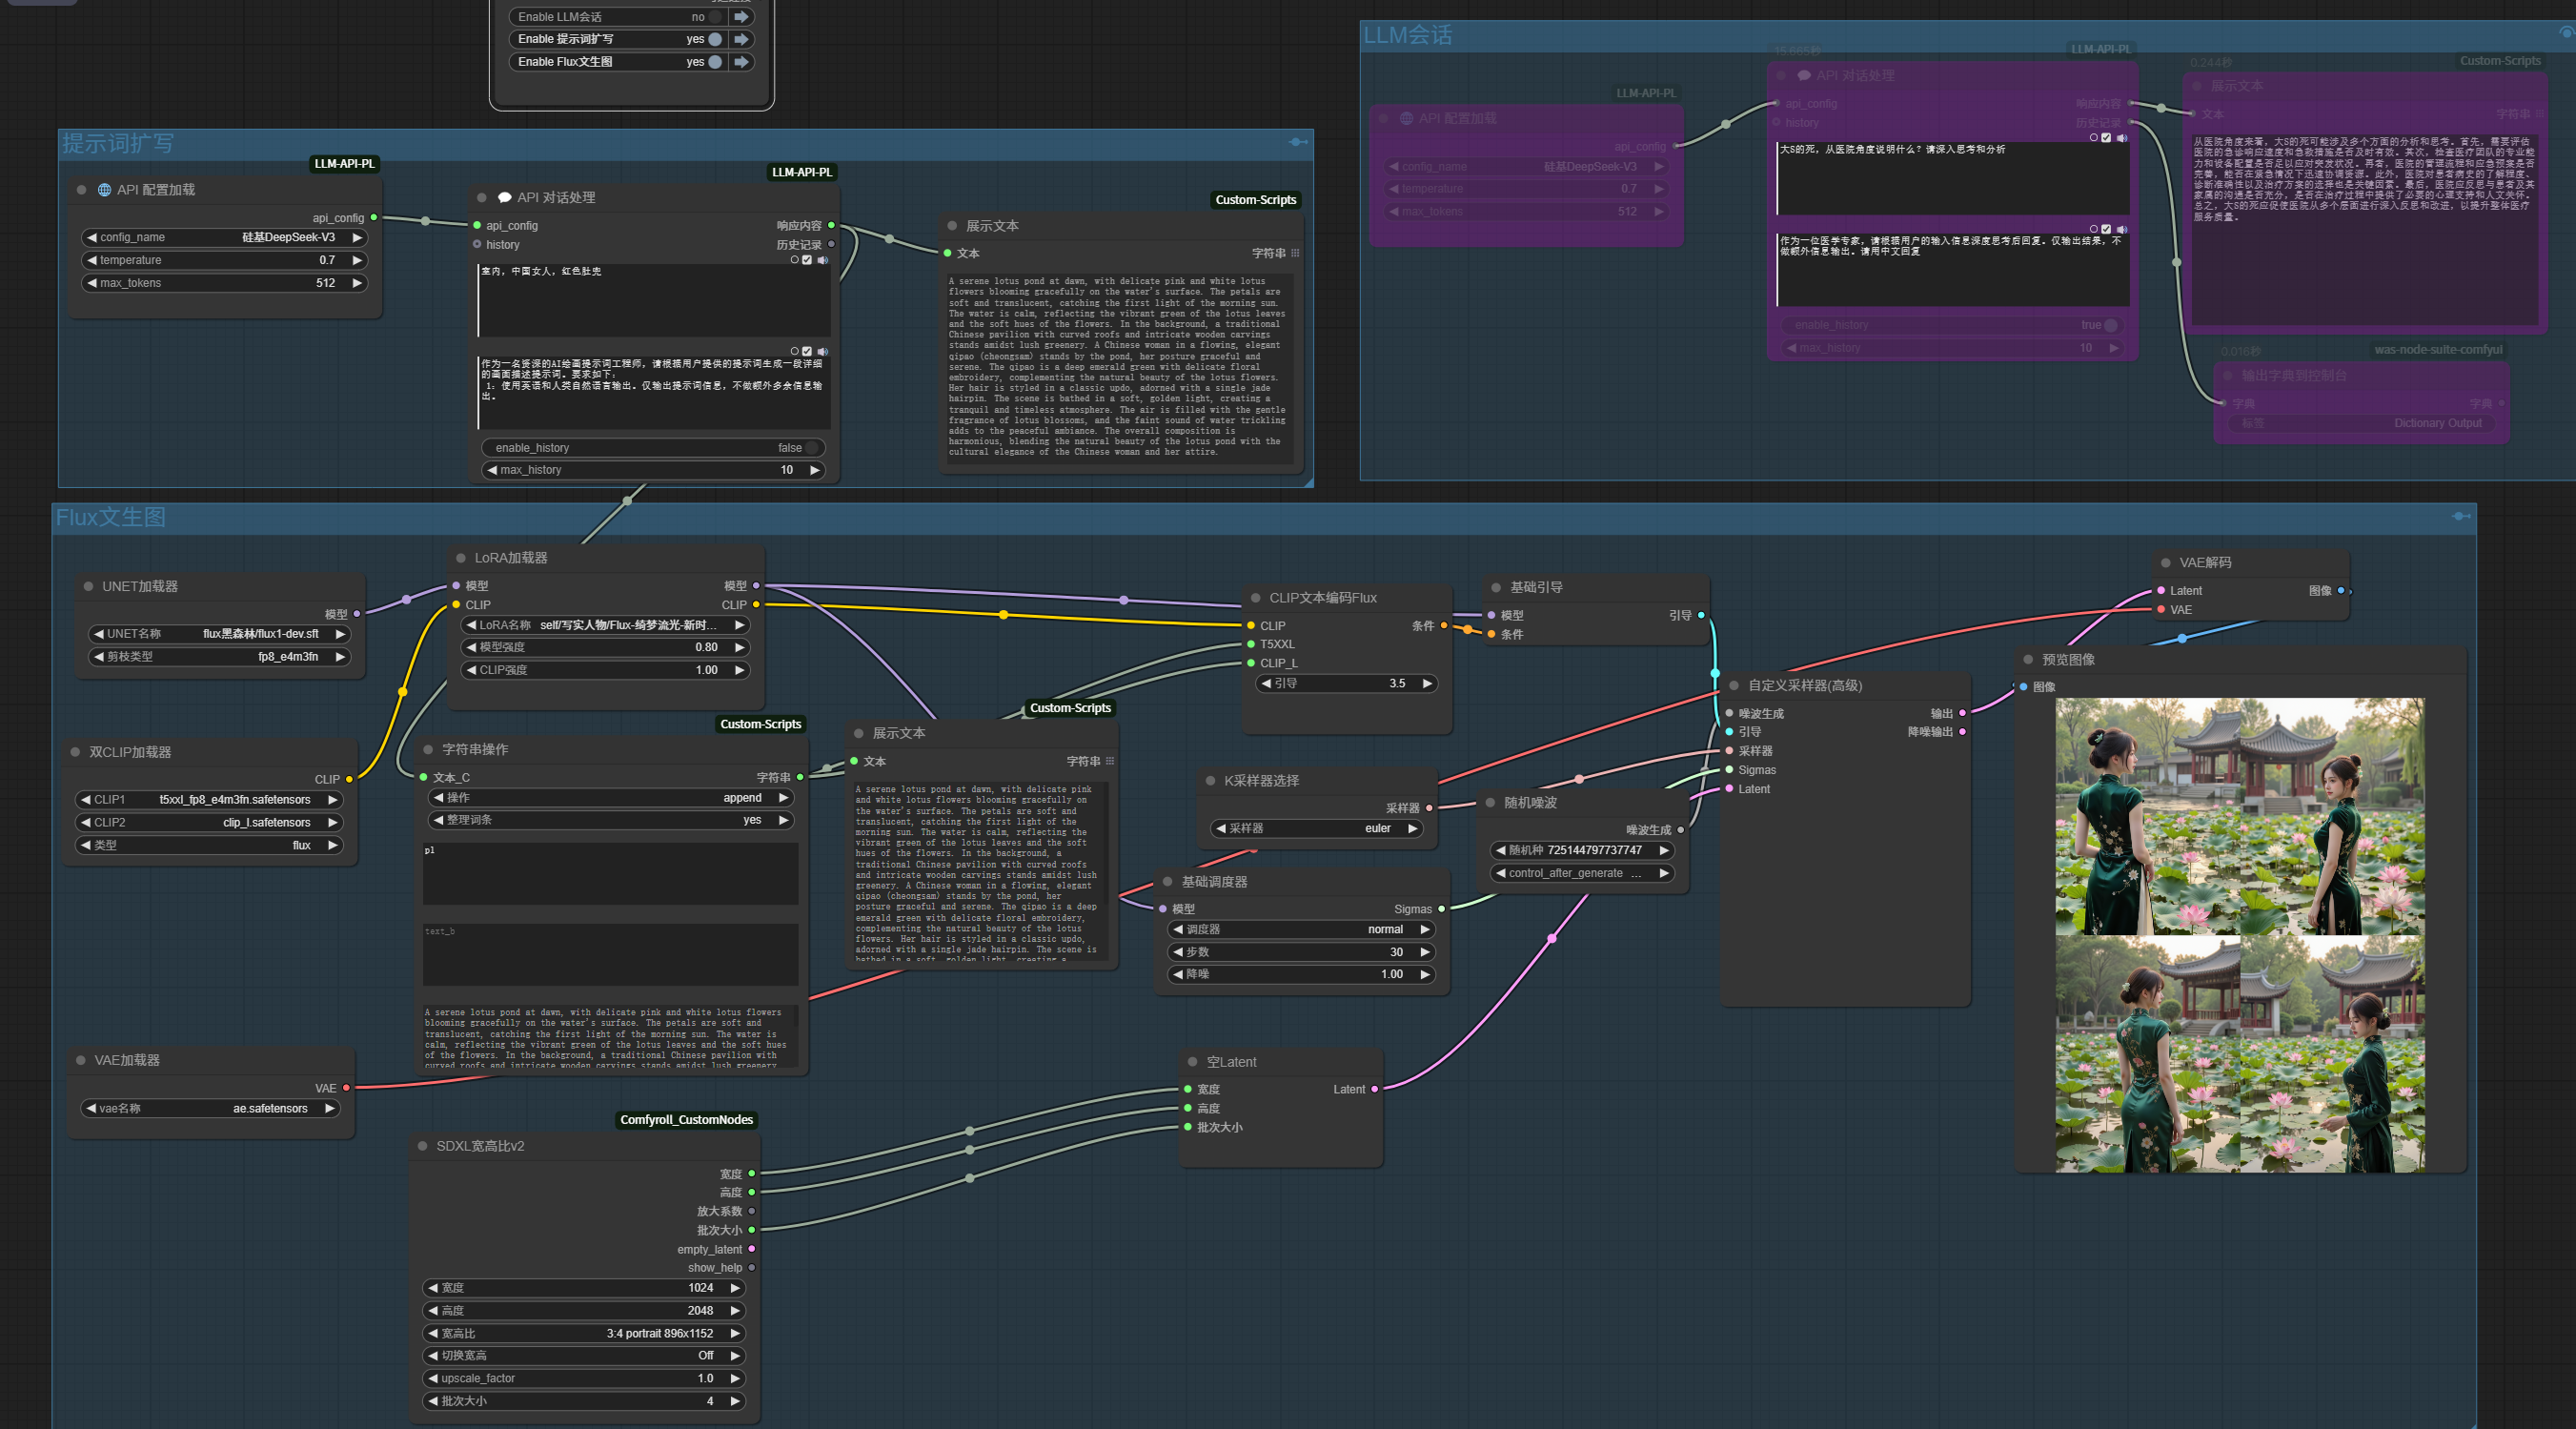 Enable LLM会话 no
Enable 提示词扩写 yes
Enable Flux文生图 yes
提示词扩写
LLM-API-PL
API 配置加载
api_config
config_name 硅基DeepSeek-V3
temperature 0.7
max_tokens 512
LLM-API-PL
API 对话处理
api_config 响应内容
history 历史记录
室内，中国女人，红色肚兜
作为一名资深的AI绘画提示词工程师，请根据用户提供的提示词生成一段详细
的画面描述提示词。要求如下：
1：使用英语和人类自然语言输出。仅输出提示词信息，不做额外多余信息输
出。
enable_history false
max_history 10
Custom-Scripts
展示文本
文本 字符串
A serene lotus pond at dawn, with delicate pink and white lotus
flowers blooming gracefully on the water's surface. The petals are
soft and translucent, catching the first light of the morning sun.
The water is calm, reflecting the vibrant green of the lotus leaves
and the soft hues of the flowers. In the background, a traditional
Chinese pavilion with curved roofs and intricate wooden carvings
stands amidst lush greenery. A Chinese woman in a flowing, elegant
qipao (cheongsam) stands by the pond, her posture graceful and
serene. The qipao is a deep emerald green with delicate floral
embroidery, complementing the natural beauty of the lotus flowers.
Her hair is styled in a classic updo, adorned with a single jade
hairpin. The scene is bathed in a soft, golden light, creating a
tranquil and timeless atmosphere. The air is filled with the gentle
fragrance of lotus blossoms, and the faint sound of water trickling
adds to the peaceful ambiance. The overall composition is
harmonious, blending the natural beauty of the lotus pond with the
cultural elegance of the Chinese woman and her attire.
LLM会话
LLM-API-PL
API 配置加载
api_config
config_name 硅基DeepSeek-V3
temperature 0.7
max_tokens 512
LLM-API-PL
API 对话处理
api_config 响应内容
history 历史记录
大S的死，从医院角度说明什么？请深入思考和分析
作为一位医学专家，请根据用户的输入信息深度思考后回复。仅输出结果，不
做额外信息输出。请用中文回复
enable_history true
max_history 10
0.244秒
Custom-Scripts
展示文本
文本 字符串
从医院角度来看，大S的死可能涉及多个方面的分析和思考。首先，需要评估
医院的急诊响应速度和急救措施是否及时有效。其次，检查医疗团队的专业能
力和设备配置是否足以应对突发状况。再者，医院的管理流程和应急预案是否
完善，能否在紧急情况下迅速协调资源。此外，医院对患者病史的了解程度、
诊断准确性以及治疗方案的选择也是关键因素。最后，医院应反思与患者及其
家属的沟通是否充分，是否在治疗过程中提供了必要的心理支持和人文关怀。
总之，大S的死应促使医院从多个层面进行深入反思和改进，以提升整体医疗
服务质量。
0.016秒
was-node-suite-comfyui
输出字典到控制台
字典 字典
标签 Dictionary Output
Flux文生图
UNET加载器
模型
UNET名称 flux黑森林/flux1-dev.sft
剪枝类型 fp8_e4m3fn
LoRA加载器
模型 模型
CLIP CLIP
LoRA名称 self/写实人物/Flux-绮梦流光-新时...
模型强度 0.80
CLIP强度 1.00
双CLIP加载器
CLIP
CLIP1 t5xxl_fp8_e4m3fn.safetensors
CLIP2 clip_l.safetensors
类型 flux
Custom-Scripts
字符串操作
文本_C 字符串
操作 append
整理词条 yes
pl
text_b
A serene lotus pond at dawn, with delicate pink and white lotus flowers
blooming gracefully on the water's surface. The petals are soft and
translucent, catching the first light of the morning sun. The water is
calm, reflecting the vibrant green of the lotus leaves and the soft hues
of the flowers. In the background, a traditional Chinese pavilion with
curved roofs and intricate wooden carvings stands amidst lush greenery.
Custom-Scripts
展示文本
文本 字符串
A serene lotus pond at dawn, with delicate pink
and white lotus flowers blooming gracefully on
the water's surface. The petals are soft and
translucent, catching the first light of the
morning sun. The water is calm, reflecting the
vibrant green of the lotus leaves and the soft
hues of the flowers. In the background, a
traditional Chinese pavilion with curved roofs
and intricate wooden carvings stands amidst lush
greenery. A Chinese woman in a flowing, elegant
qipao (cheongsam) stands by the pond, her
posture graceful and serene. The qipao is a deep
emerald green with delicate floral embroidery,
complementing the natural beauty of the lotus
flowers. Her hair is styled in a classic updo,
adorned with a single jade hairpin. The scene is
bathed in a soft, golden light, creating a
CLIP文本编码Flux
CLIP 条件
T5XXL
CLIP_L
引导 3.5
基础引导
模型 引导
条件
K采样器选择
采样器
采样器 euler
随机噪波
噪波生成
随机种 725144797737747
control_after_generate ...
基础调度器
模型 Sigmas
调度器 normal
步数 30
降噪 1.00
自定义采样器(高级)
噪波生成 输出
引导 降噪输出
采样器
Sigmas
Latent
VAE解码
Latent 图像
VAE
预览图像
图像
VAE加载器
VAE
vae名称 ae.safetensors
空Latent
宽度 Latent
高度
批次大小
Comfyroll_CustomNodes
SDXL宽高比v2
宽度
高度
放大系数
批次大小
empty_latent
show_help
宽度 1024
高度 2048
宽高比 3:4 portrait 896x1152
切换宽高 Off
upscale_factor 1.0
批次大小 4